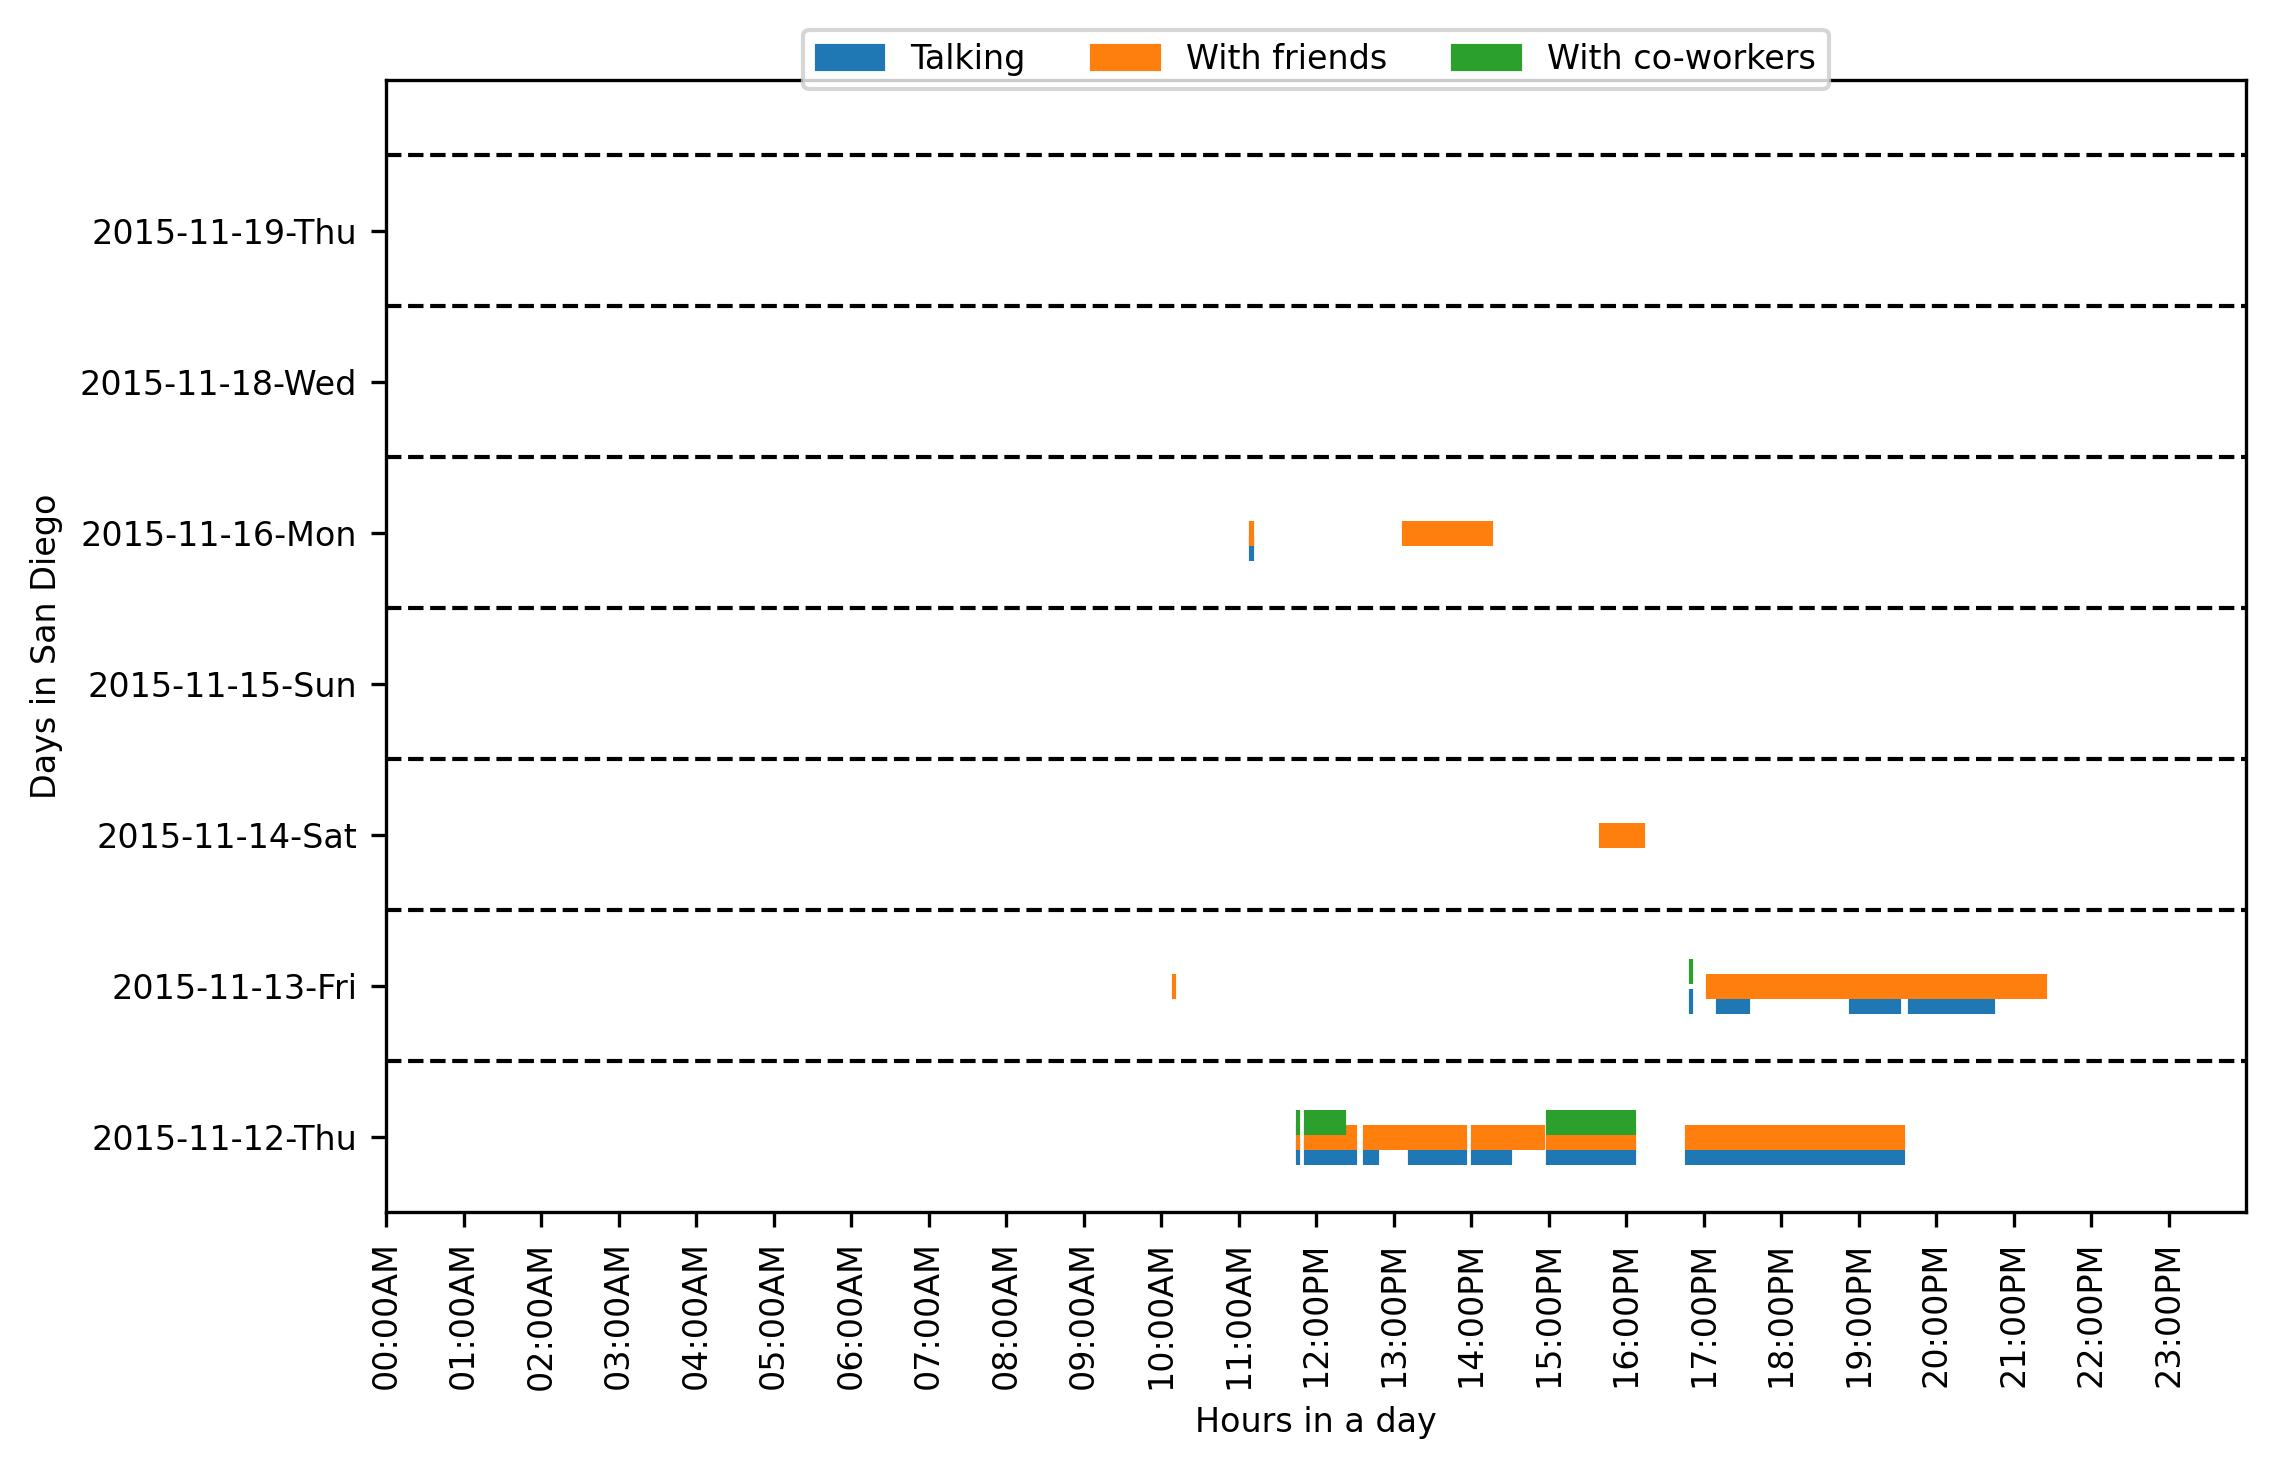 Talking With friends With co-workers
2015-11-19-Thu
2015-11-18-Wed
2015-11-16-Mon
2015-11-15-Sun
2015-11-14-Sat
2015-11-13-Fri
2015-11-12-Thu
Days in San Diego
00:00AM 01:00AM 02:00AM 03:00AM 04:00AM 05:00AM 06:00AM 07:00AM 08:00AM 09:00AM 10:00AM 11:00AM 12:00PM 13:00PM 14:00PM 15:00PM 16:00PM 17:00PM 18:00PM 19:00PM 20:00PM 21:00PM 22:00PM 23:00PM
Hours in a day